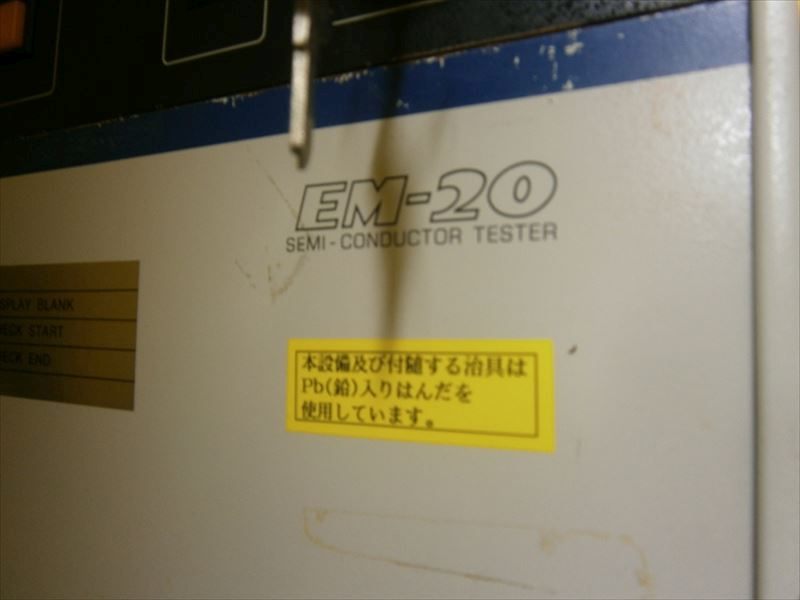 EM-20
SEMI-CONDUCTOR TESTER
SPLAY BLANK
ECK START
ECK END
本設備及び付随する治具は
Pb(鉛)入りはんだを
使用しています。